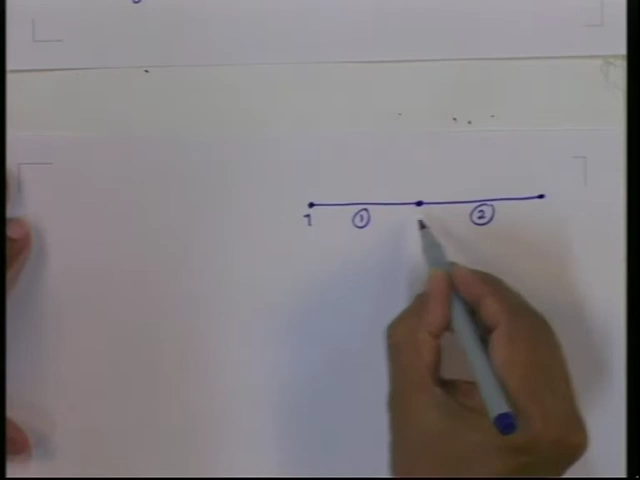 1 ① ②